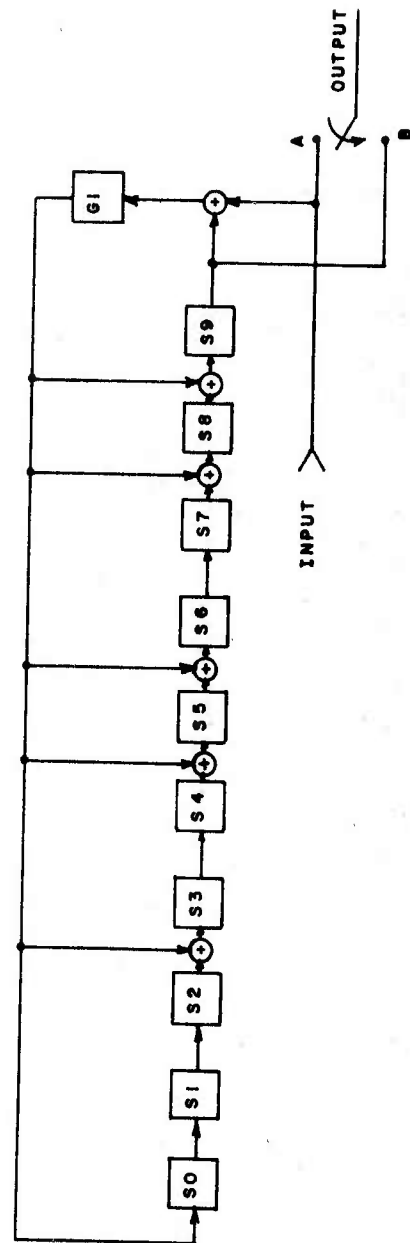 G1
S0
S1
S2
S3
S4
S5
S6
S7
S8
S9
+
+
+
+
+
+
A
OUTPUT
B
INPUT